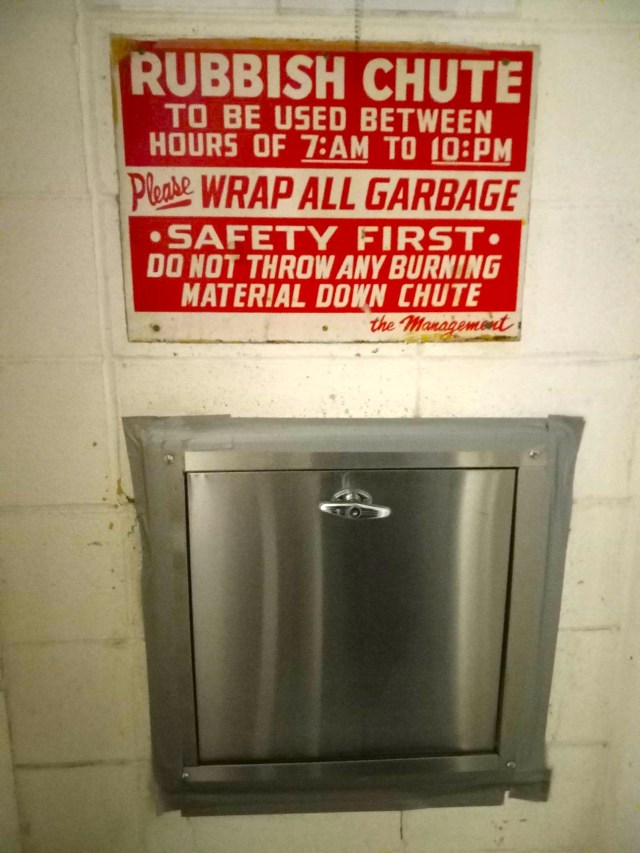 RUBBISH CHUTE
TO BE USED BETWEEN
HOURS OF 7:AM TO 10:PM
Please WRAP ALL GARBAGE
•SAFETY FIRST•
DO NOT THROW ANY BURNING
MATERIAL DOWN CHUTE
the Management